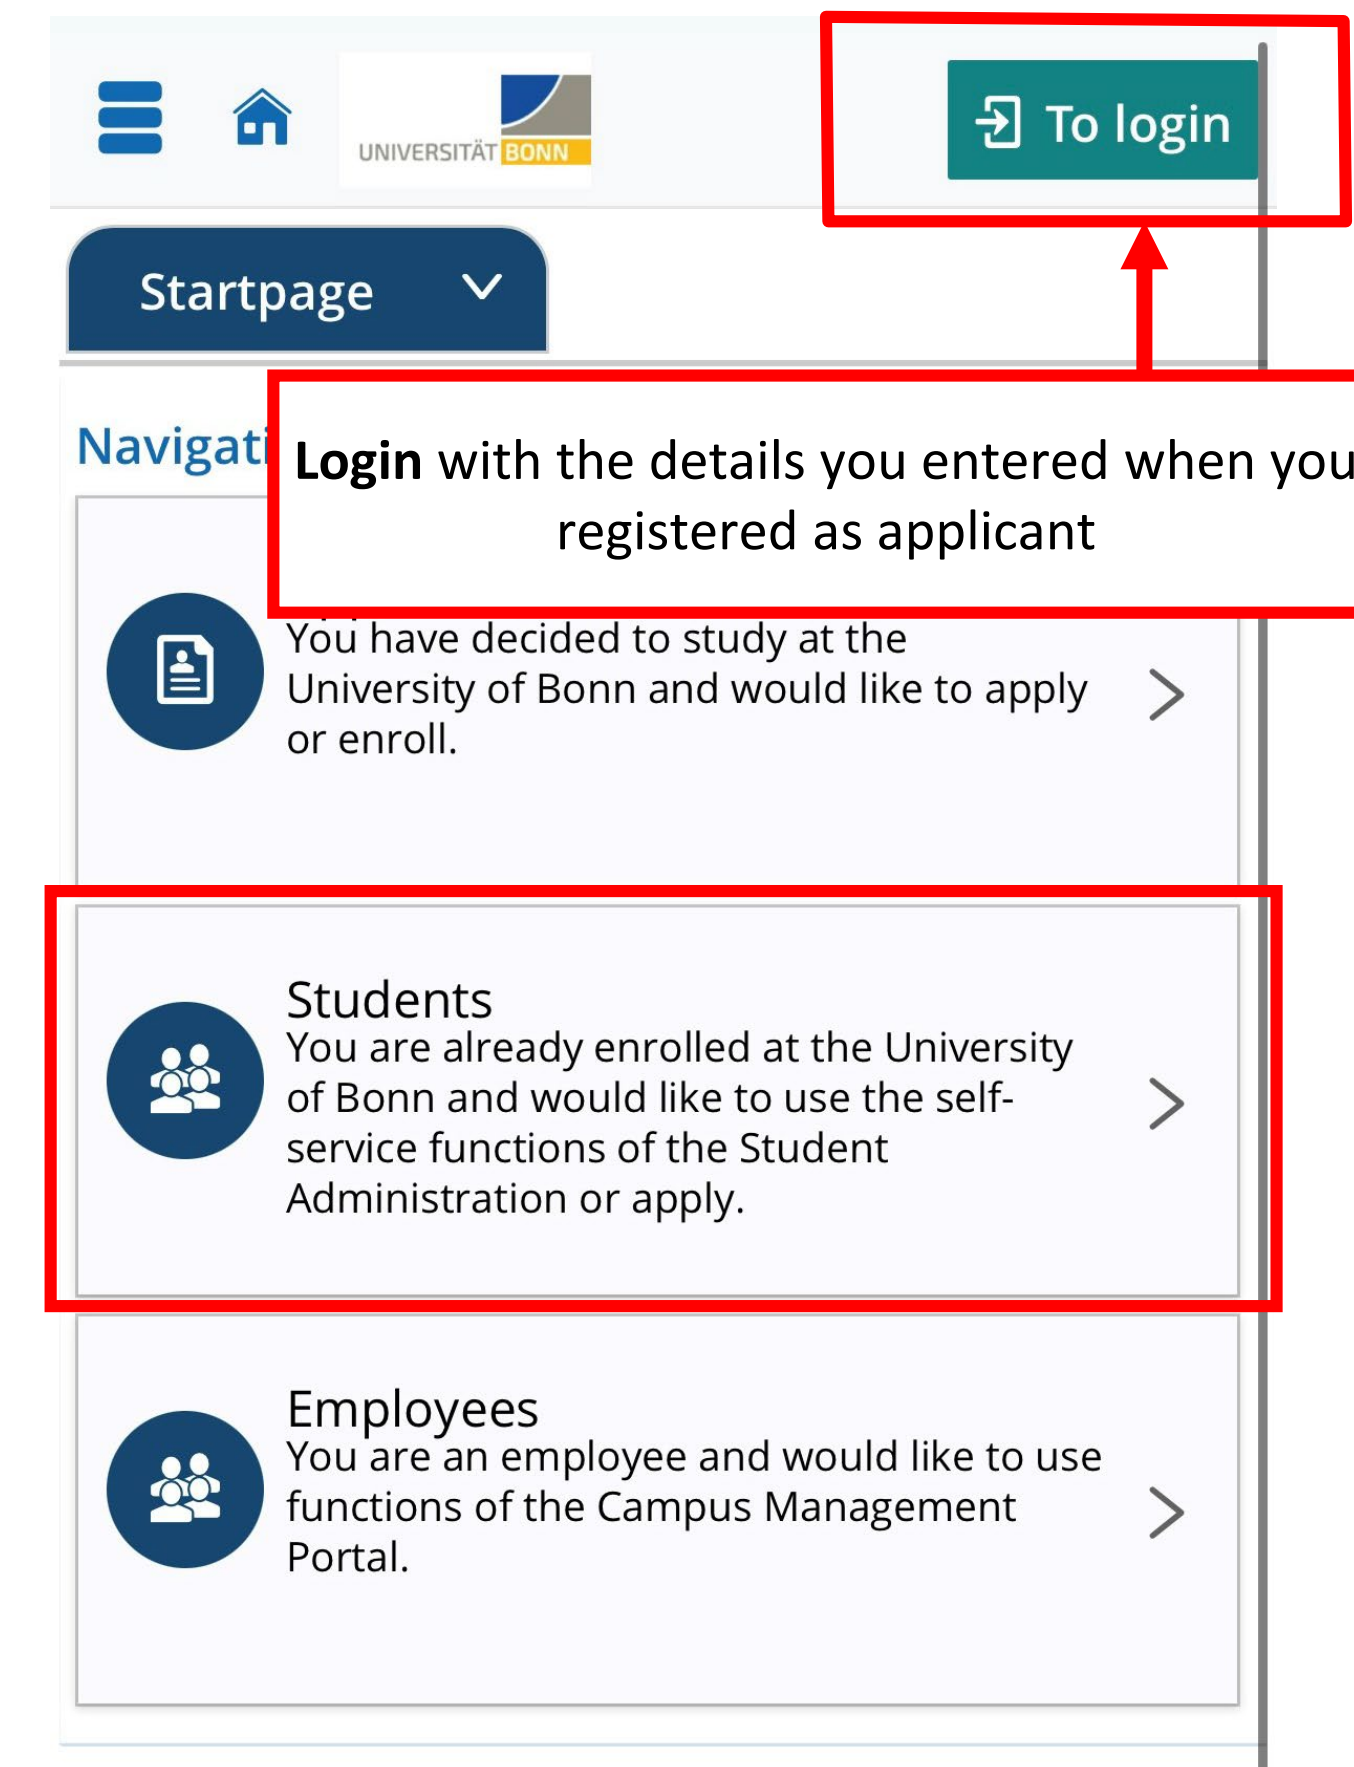 UNIVERSITÄT BONN
To login
Startpage
Login with the details you entered when you
registered as applicant
You have decided to study at the
University of Bonn and would like to apply
or enroll.
Students
You are already enrolled at the University
of Bonn and would like to use the self-
service functions of the Student
Administration or apply.
Employees
You are an employee and would like to use
functions of the Campus Management
Portal.